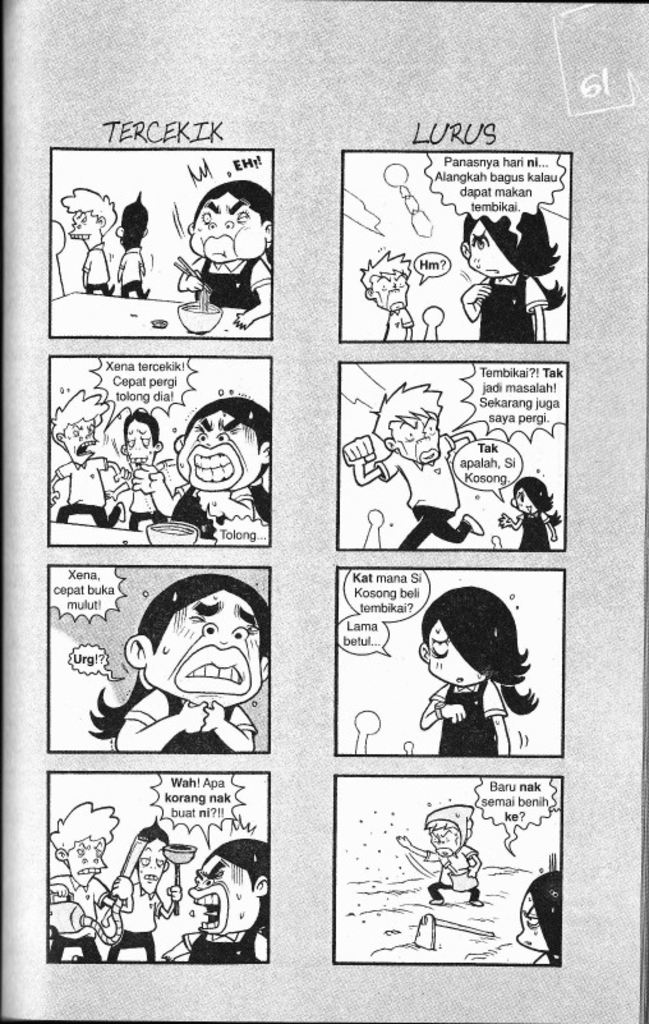 61
TERCEKIK
EH!!
Xena tercekik!
Cepat pergi
tolong dia!
Tolong...
Xena,
cepat buka
mulut!
Urg!?
Wah! Apa
korang nak
buat ni?!!
LURUS
Panasnya hari ni...
Alangkah bagus kalau
dapat makan
tembikai.
Hm?
Tembikai?! Tak
jadi masalah!
Sekarang juga
saya pergi.
Tak
apalah, Si
Kosong.
Kat mana Si
Kosong beli
tembikai?
Lama
betul...
Baru nak
semai benih
ke?